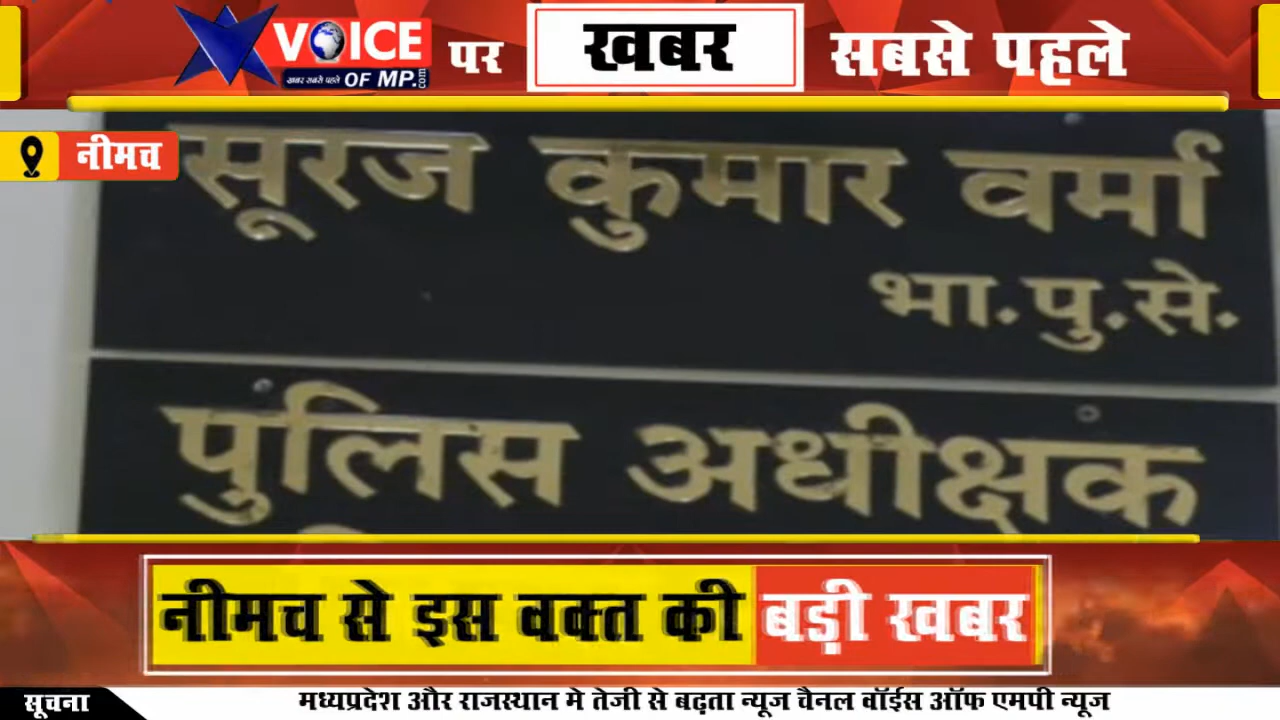 VOICE
खबर सबसे पहले OF MP.com
पर खबर सबसे पहले
नीमच
सूरज कुमार वर्मा
भा.पु.से.
पुलिस अधीक्षक
नीमच से इस वक्त की बड़ी खबर
सूचना
मध्यप्रदेश और राजस्थान मे तेजी से बढ़ता न्यूज चैनल वॉईस ऑफ एमपी न्यूज